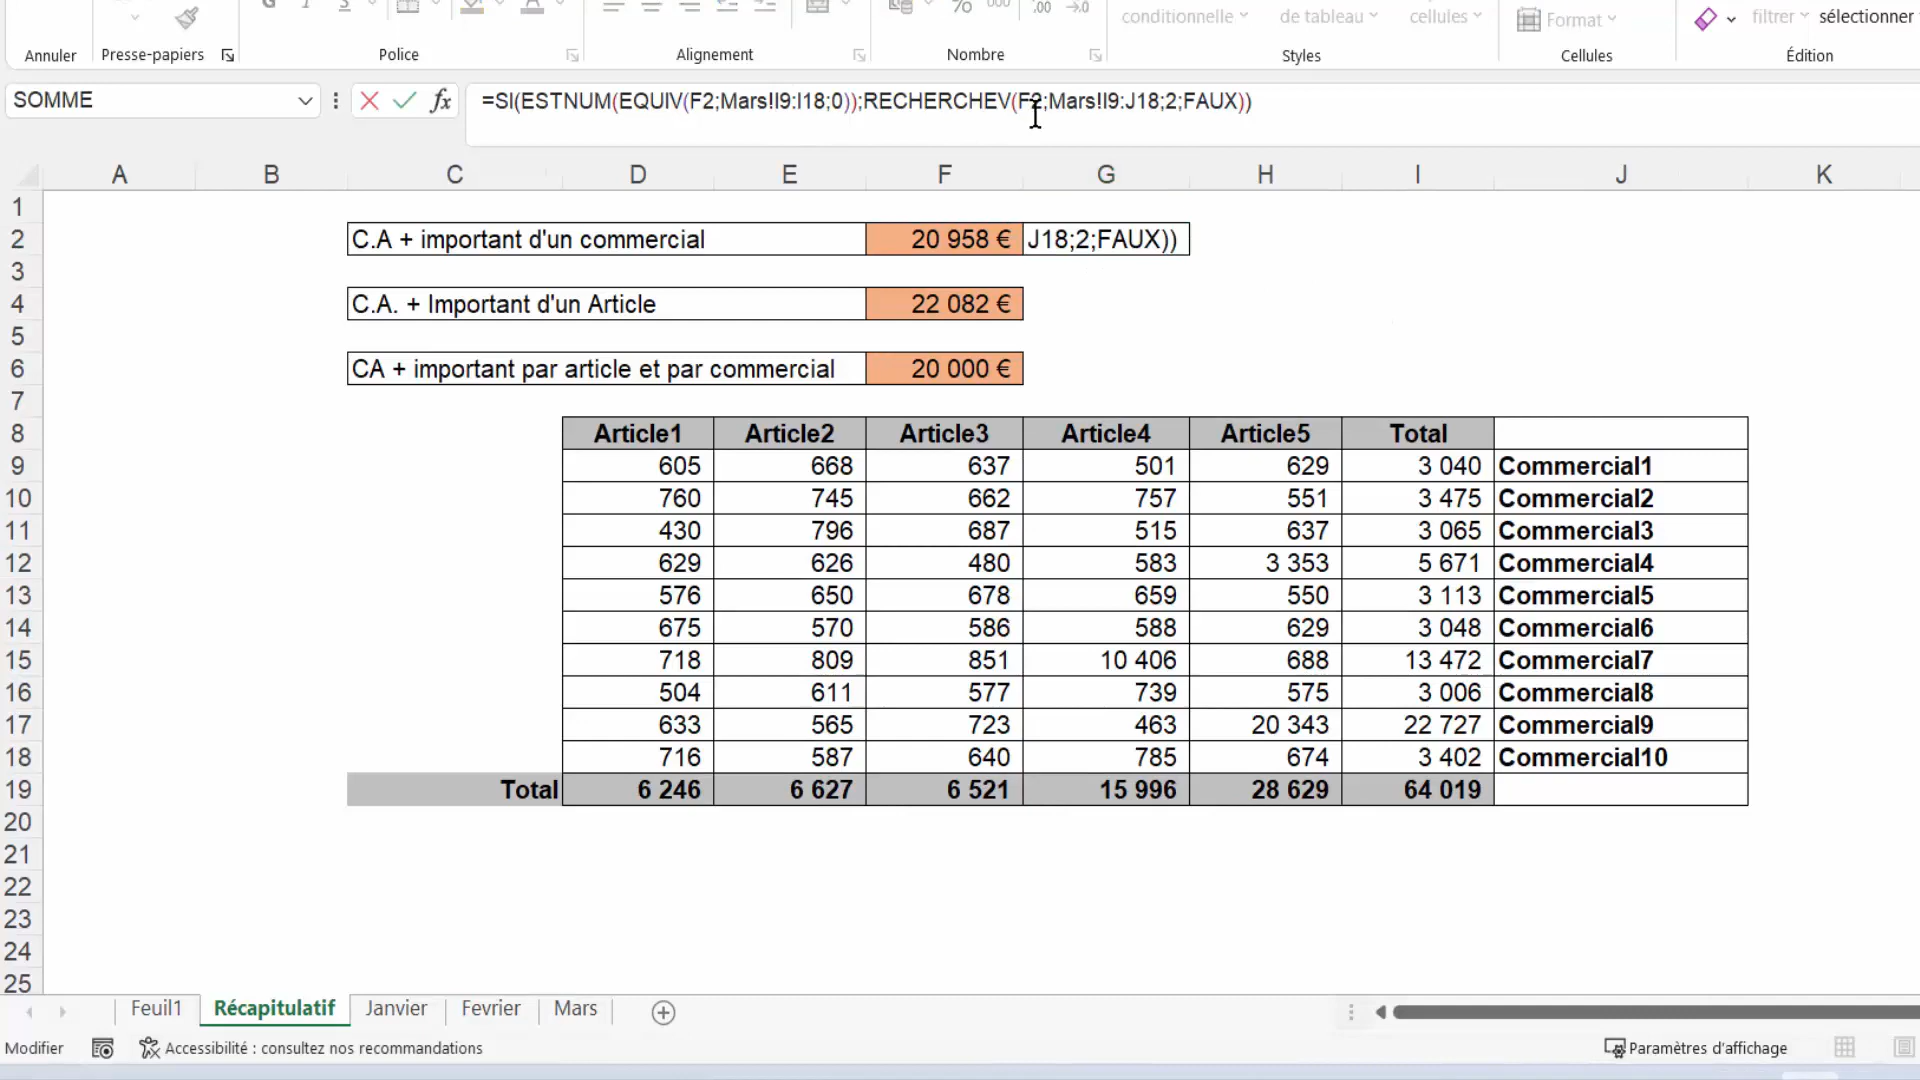 conditionnelle de tableau cellules Format filtrer sélectionner
Annuler Presse-papiers Police Alignement Nombre Styles Cellules Édition
SOMME fx =SI(ESTNUM(EQUIV(F2;Mars!I9:I18;0));RECHERCHEV(F2;Mars!I9:J18;2;FAUX))
A B C D E F G H I J K
1
2 C.A + important d'un commercial 20 958 € J18;2;FAUX))
3
4 C.A. + Important d'un Article 22 082 €
5
6 CA + important par article et par commercial 20 000 €
7
8 Article1 Article2 Article3 Article4 Article5 Total
9 605 668 637 501 629 3 040 Commercial1
10 760 745 662 757 551 3 475 Commercial2
11 430 796 687 515 637 3 065 Commercial3
12 629 626 480 583 3 353 5 671 Commercial4
13 576 650 678 659 550 3 113 Commercial5
14 675 570 586 588 629 3 048 Commercial6
15 718 809 851 10 406 688 13 472 Commercial7
16 504 611 577 739 575 3 006 Commercial8
17 633 565 723 463 20 343 22 727 Commercial9
18 716 587 640 785 674 3 402 Commercial10
19 Total 6 246 6 627 6 521 15 996 28 629 64 019
20
21
22
23
24
25
Feuil1 Récapitulatif Janvier Fevrier Mars
Modifier Accessibilité : consultez nos recommandations Paramètres d'affichage